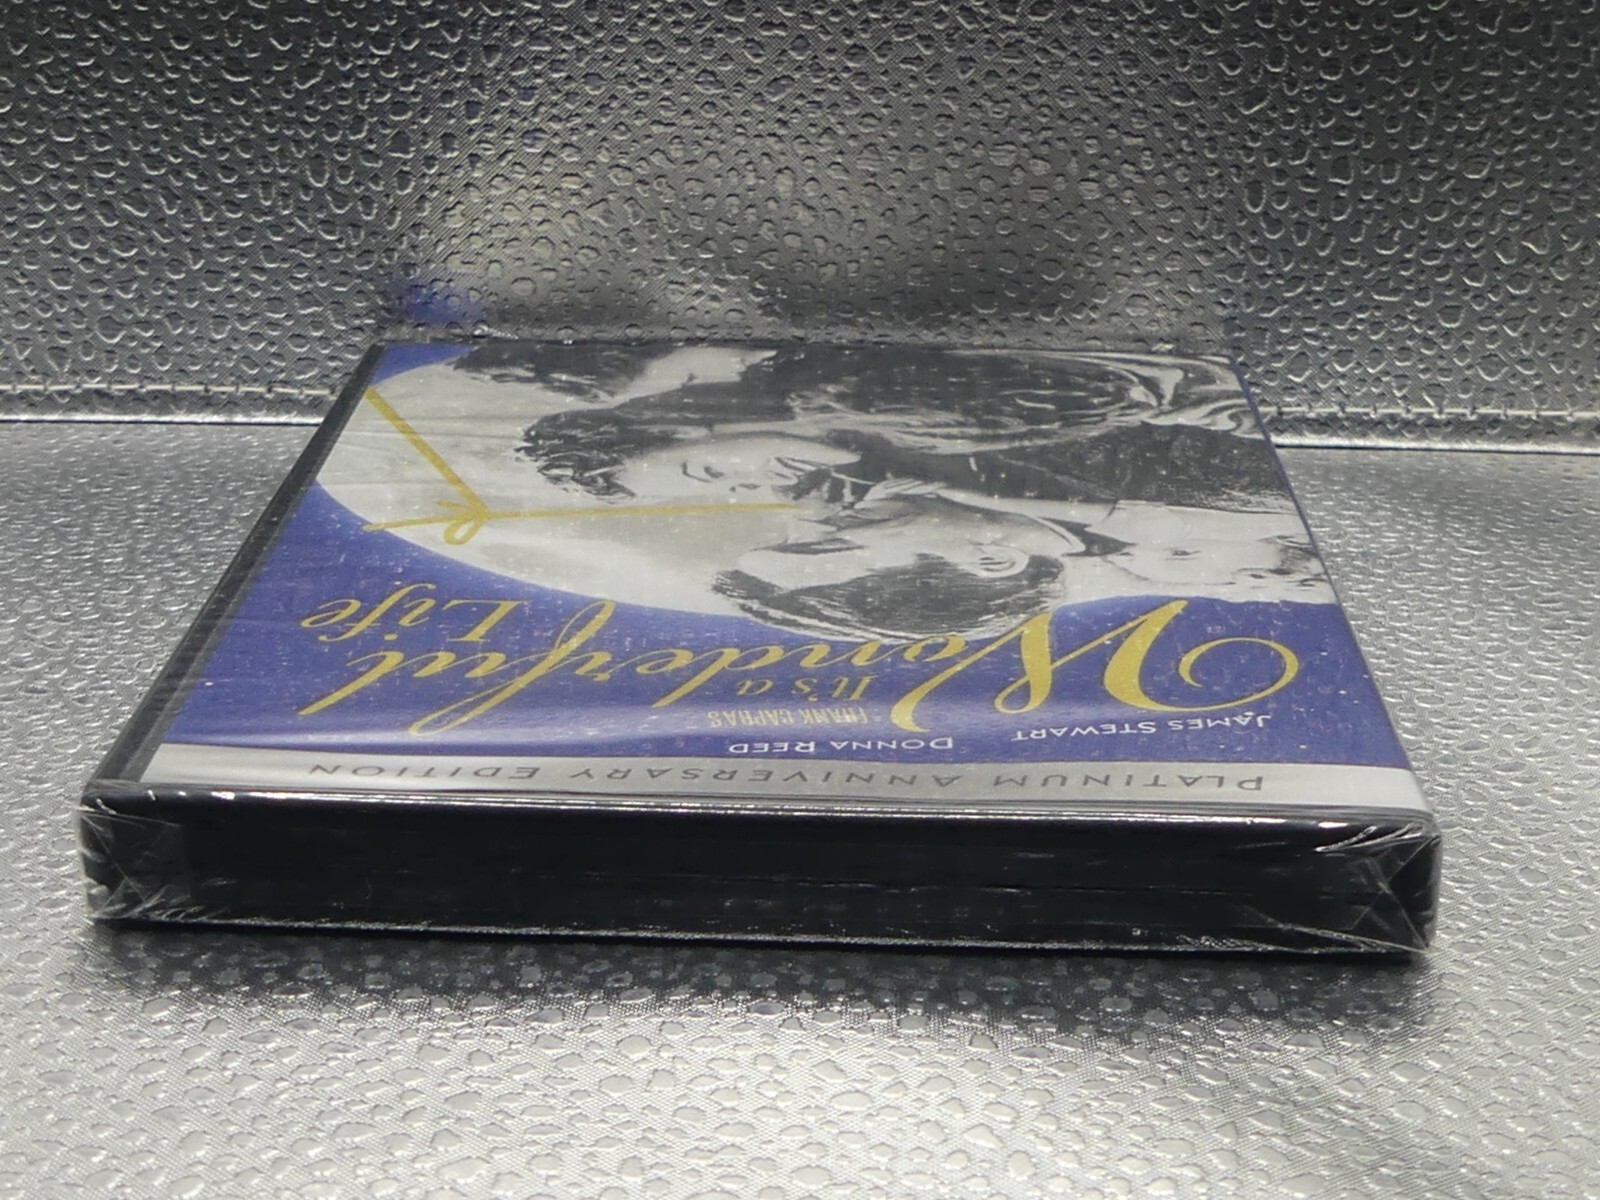 PLATINUM ANNIVERSARY EDITION
JAMES STEWART DONNA REED
FRANK CAPRA'S
It's a
Wonderful
Life